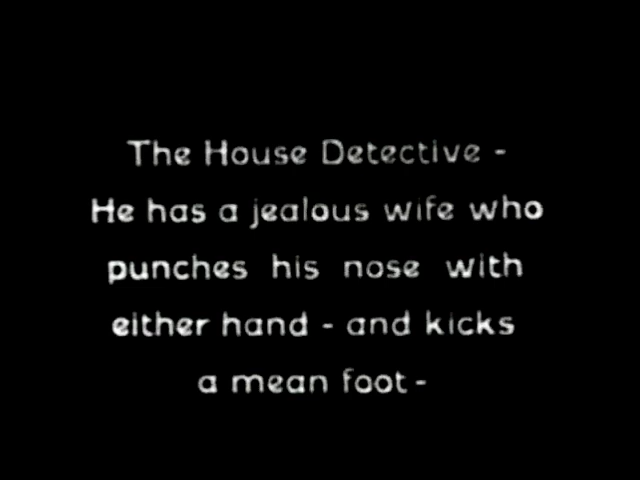 The House Detective -
He has a jealous wife who
punches his nose with
either hand - and kicks
a mean foot -